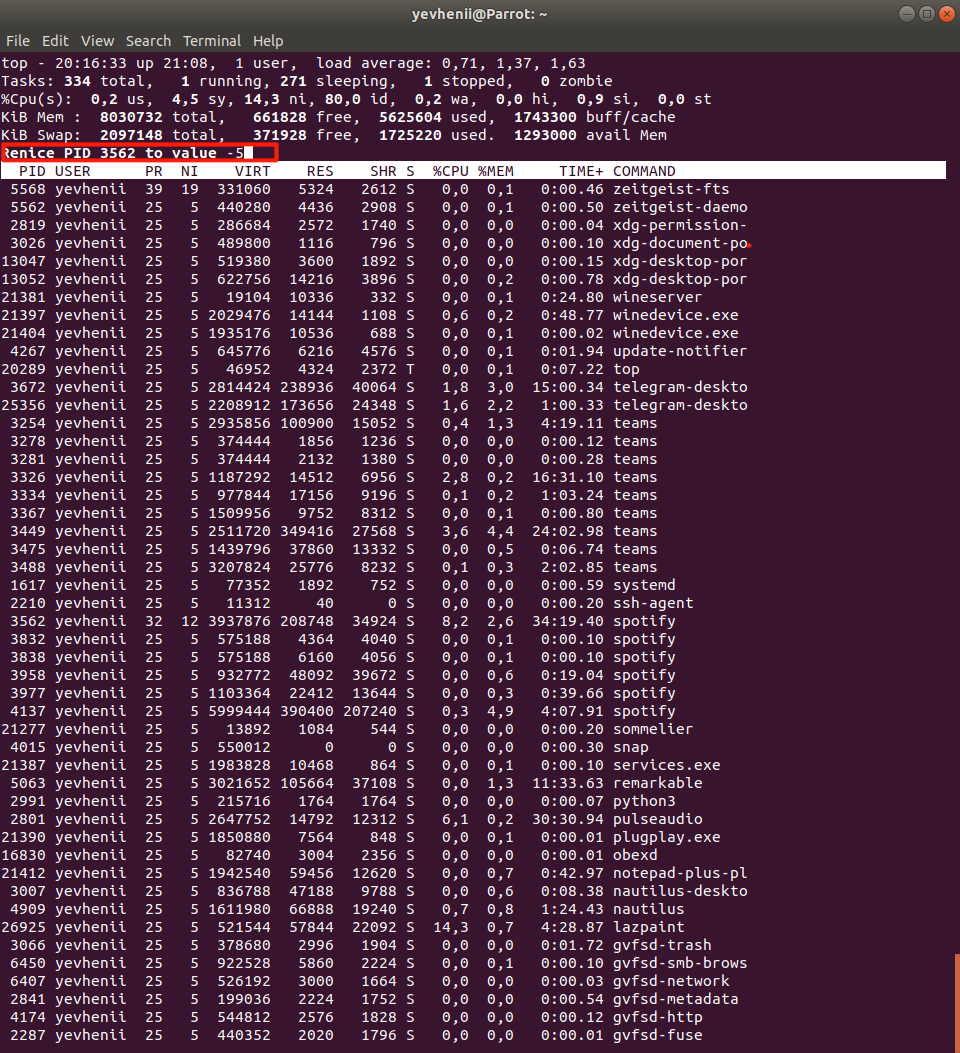 yevhenii@Parrot: ~
File Edit View Search Terminal Help
top - 20:16:33 up 21:08,  1 user,  load average: 0,71, 1,37, 1,63
Tasks: 334 total,   1 running, 271 sleeping,   1 stopped,   0 zombie
%Cpu(s):  0,2 us,  4,5 sy, 14,3 ni, 80,0 id,  0,2 wa,  0,0 hi,  0,9 si,  0,0 st
KiB Mem :  8030732 total,   661828 free,  5625604 used,  1743300 buff/cache
KiB Swap:  2097148 total,   371928 free,  1725220 used.  1293000 avail Mem
Renice PID 3562 to value -5
  PID USER      PR  NI    VIRT    RES    SHR S  %CPU %MEM     TIME+ COMMAND
 5568 yevhenii  39  19  331060   5324   2612 S   0,0  0,1   0:00.46 zeitgeist-fts
 5562 yevhenii  25   5  440280   4436   2908 S   0,0  0,1   0:00.50 zeitgeist-daemo
 2819 yevhenii  25   5  286684   2572   1740 S   0,0  0,0   0:00.04 xdg-permission-
 3026 yevhenii  25   5  489800   1116    796 S   0,0  0,0   0:00.10 xdg-document-po
13047 yevhenii  25   5  519380   3600   1892 S   0,0  0,0   0:00.15 xdg-desktop-por
13052 yevhenii  25   5  622756  14216   3896 S   0,0  0,2   0:00.78 xdg-desktop-por
21381 yevhenii  25   5   19104  10336    332 S   0,0  0,1   0:24.80 wineserver
21397 yevhenii  25   5 2029476  14144   1108 S   0,6  0,2   0:48.77 winedevice.exe
21404 yevhenii  25   5 1935176  10536    688 S   0,0  0,1   0:00.02 winedevice.exe
 4267 yevhenii  25   5  645776   6216   4576 S   0,0  0,1   0:01.94 update-notifier
20289 yevhenii  25   5   46952   4324   2372 T   0,0  0,1   0:07.22 top
 3672 yevhenii  25   5 2814424 238936  40064 S   1,8  3,0  15:00.34 telegram-deskto
25356 yevhenii  25   5 2208912 173656  24348 S   1,6  2,2   1:00.33 telegram-deskto
 3254 yevhenii  25   5 2935856 100900  15052 S   0,4  1,3   4:19.11 teams
 3278 yevhenii  25   5  374444   1856   1236 S   0,0  0,0   0:00.12 teams
 3281 yevhenii  25   5  374444   2132   1380 S   0,0  0,0   0:00.28 teams
 3326 yevhenii  25   5 1187292  14512   6956 S   2,8  0,2  16:31.10 teams
 3334 yevhenii  25   5  977844  17156   9196 S   0,1  0,2   1:03.24 teams
 3367 yevhenii  25   5 1509956   9752   8312 S   0,0  0,1   0:00.80 teams
 3449 yevhenii  25   5 2511720 349416  27568 S   3,6  4,4  24:02.98 teams
 3475 yevhenii  25   5 1439796  37860  13332 S   0,0  0,5   0:06.74 teams
 3488 yevhenii  25   5 3207824  25776   8232 S   0,1  0,3   2:02.85 teams
 1617 yevhenii  25   5   77352   1892    752 S   0,0  0,0   0:00.59 systemd
 2210 yevhenii  25   5   11312     40      0 S   0,0  0,0   0:00.20 ssh-agent
 3562 yevhenii  32  12 3937876 208748  34924 S   8,2  2,6  34:19.40 spotify
 3832 yevhenii  25   5  575188   4364   4040 S   0,0  0,1   0:00.10 spotify
 3838 yevhenii  25   5  575188   6160   4056 S   0,0  0,1   0:00.10 spotify
 3958 yevhenii  25   5  932772  48092  39672 S   0,0  0,6   0:19.04 spotify
 3977 yevhenii  25   5 1103364  22412  13644 S   0,0  0,3   0:39.66 spotify
 4137 yevhenii  25   5 5999444 390400 207240 S   0,3  4,9   4:07.91 spotify
21277 yevhenii  25   5   13892   1084    544 S   0,0  0,0   0:00.20 sommelier
 4015 yevhenii  25   5  550012      0      0 S   0,0  0,0   0:00.30 snap
21387 yevhenii  25   5 1983828  10468    864 S   0,0  0,1   0:00.10 services.exe
 5063 yevhenii  25   5 3021652 105664  37108 S   0,0  1,3  11:33.63 remarkable
 2991 yevhenii  25   5  215716   1764   1764 S   0,0  0,0   0:00.07 python3
 2801 yevhenii  25   5 2647752  14792  12312 S   6,1  0,2  30:30.94 pulseaudio
21390 yevhenii  25   5 1850880   7564    848 S   0,0  0,1   0:00.01 plugplay.exe
16830 yevhenii  25   5   82740   3004   2356 S   0,0  0,0   0:00.01 obexd
21412 yevhenii  25   5 1942540  59456  12620 S   0,0  0,7   0:42.97 notepad-plus-pl
 3007 yevhenii  25   5  836788  47188   9788 S   0,0  0,6   0:08.38 nautilus-deskto
 4909 yevhenii  25   5 1611980  66888  19240 S   0,7  0,8   1:24.43 nautilus
26925 yevhenii  25   5  521544  57844  22092 S  14,3  0,7   4:28.87 lazpaint
 3066 yevhenii  25   5  378680   2996   1904 S   0,0  0,0   0:01.72 gvfsd-trash
 6450 yevhenii  25   5  922528   5860   2224 S   0,0  0,1   0:00.10 gvfsd-smb-brows
 6407 yevhenii  25   5  526192   3000   1664 S   0,0  0,0   0:00.03 gvfsd-network
 2841 yevhenii  25   5  199036   2224   1752 S   0,0  0,0   0:00.54 gvfsd-metadata
 4174 yevhenii  25   5  544812   2576   1828 S   0,0  0,0   0:00.12 gvfsd-http
 2287 yevhenii  25   5  440352   2020   1796 S   0,0  0,0   0:00.01 gvfsd-fuse